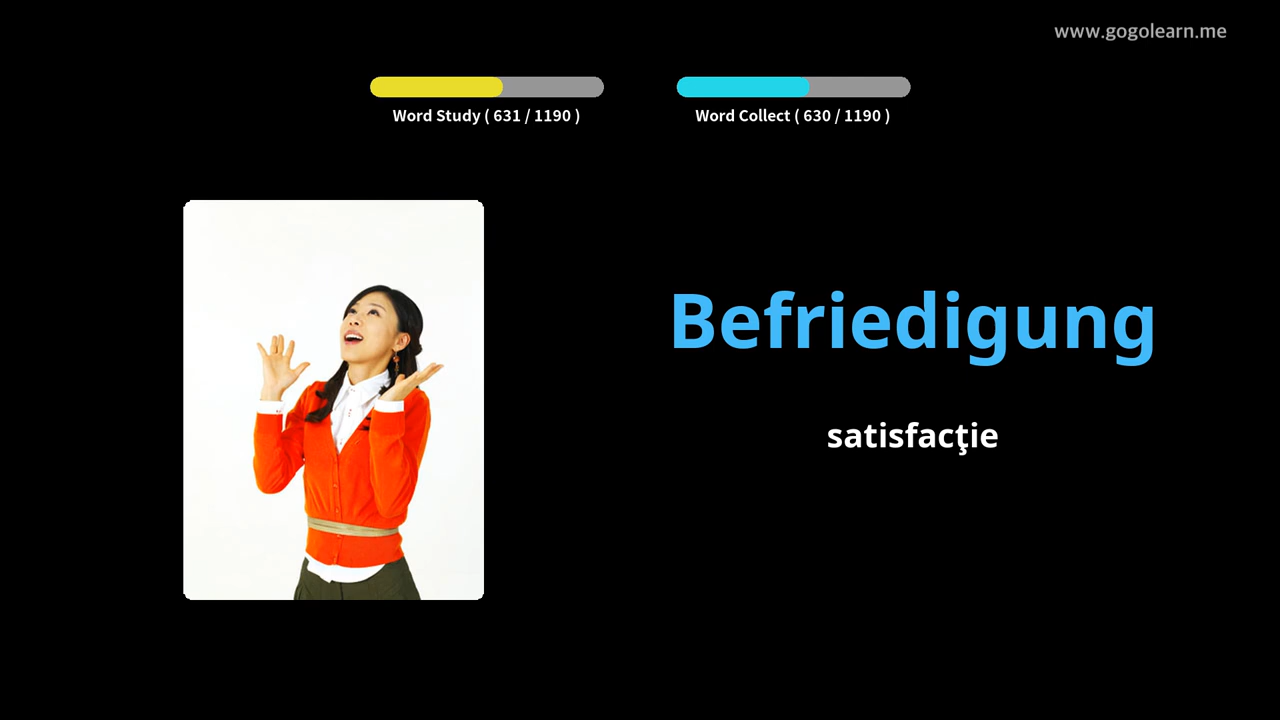 www.gogolearn.me
Word Study ( 631 / 1190 )
Word Collect ( 630 / 1190 )
Befriedigung
satisfacţie